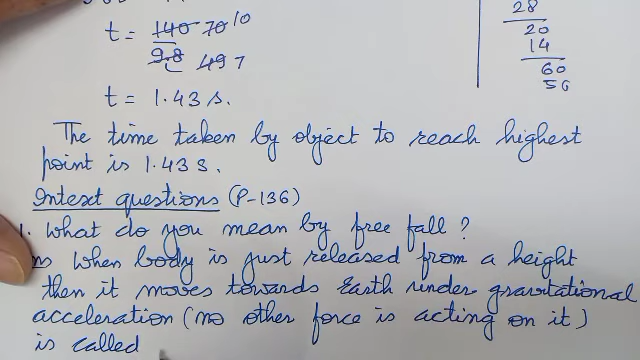 t = 140 70 10
9.8 49 7
t = 1.43 s.
28
20
14
60
56
The time taken by object to reach highest
point is 1.43 s.
Intext questions (P-136)
1. What do you mean by free fall ?
ns When body is just released from a height
then it moves towards Earth under gravitational
acceleration (no other force is acting on it)
is called